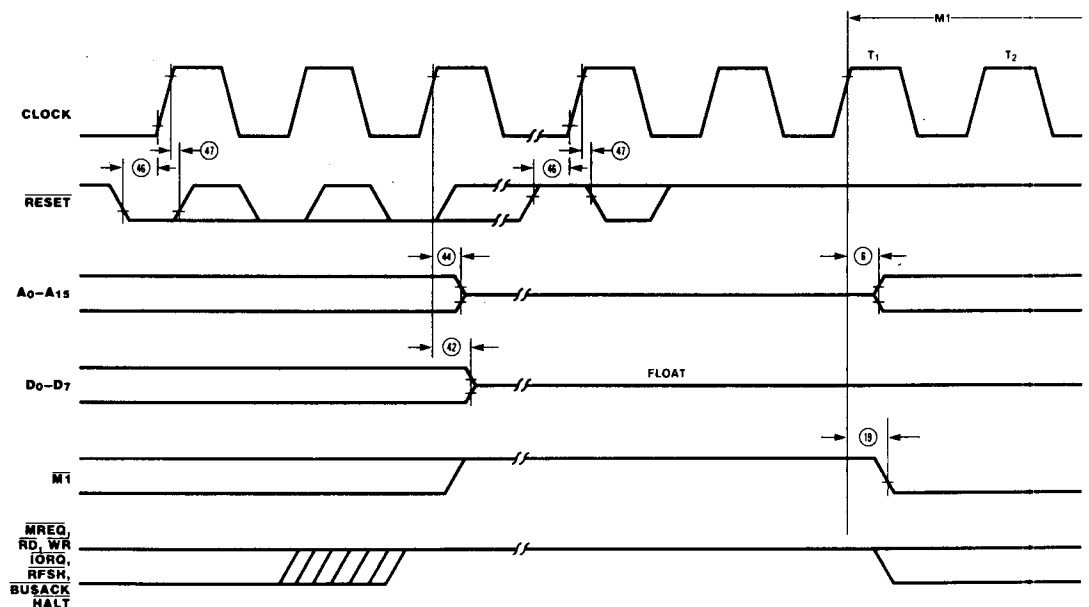 M1
T1
T2
CLOCK
46
47
46
47
RESET
44
6
A0–A15
42
D0–D7
FLOAT
19
M1
MREQ,
RD, WR
IORQ,
RFSH,
BUSACK
HALT